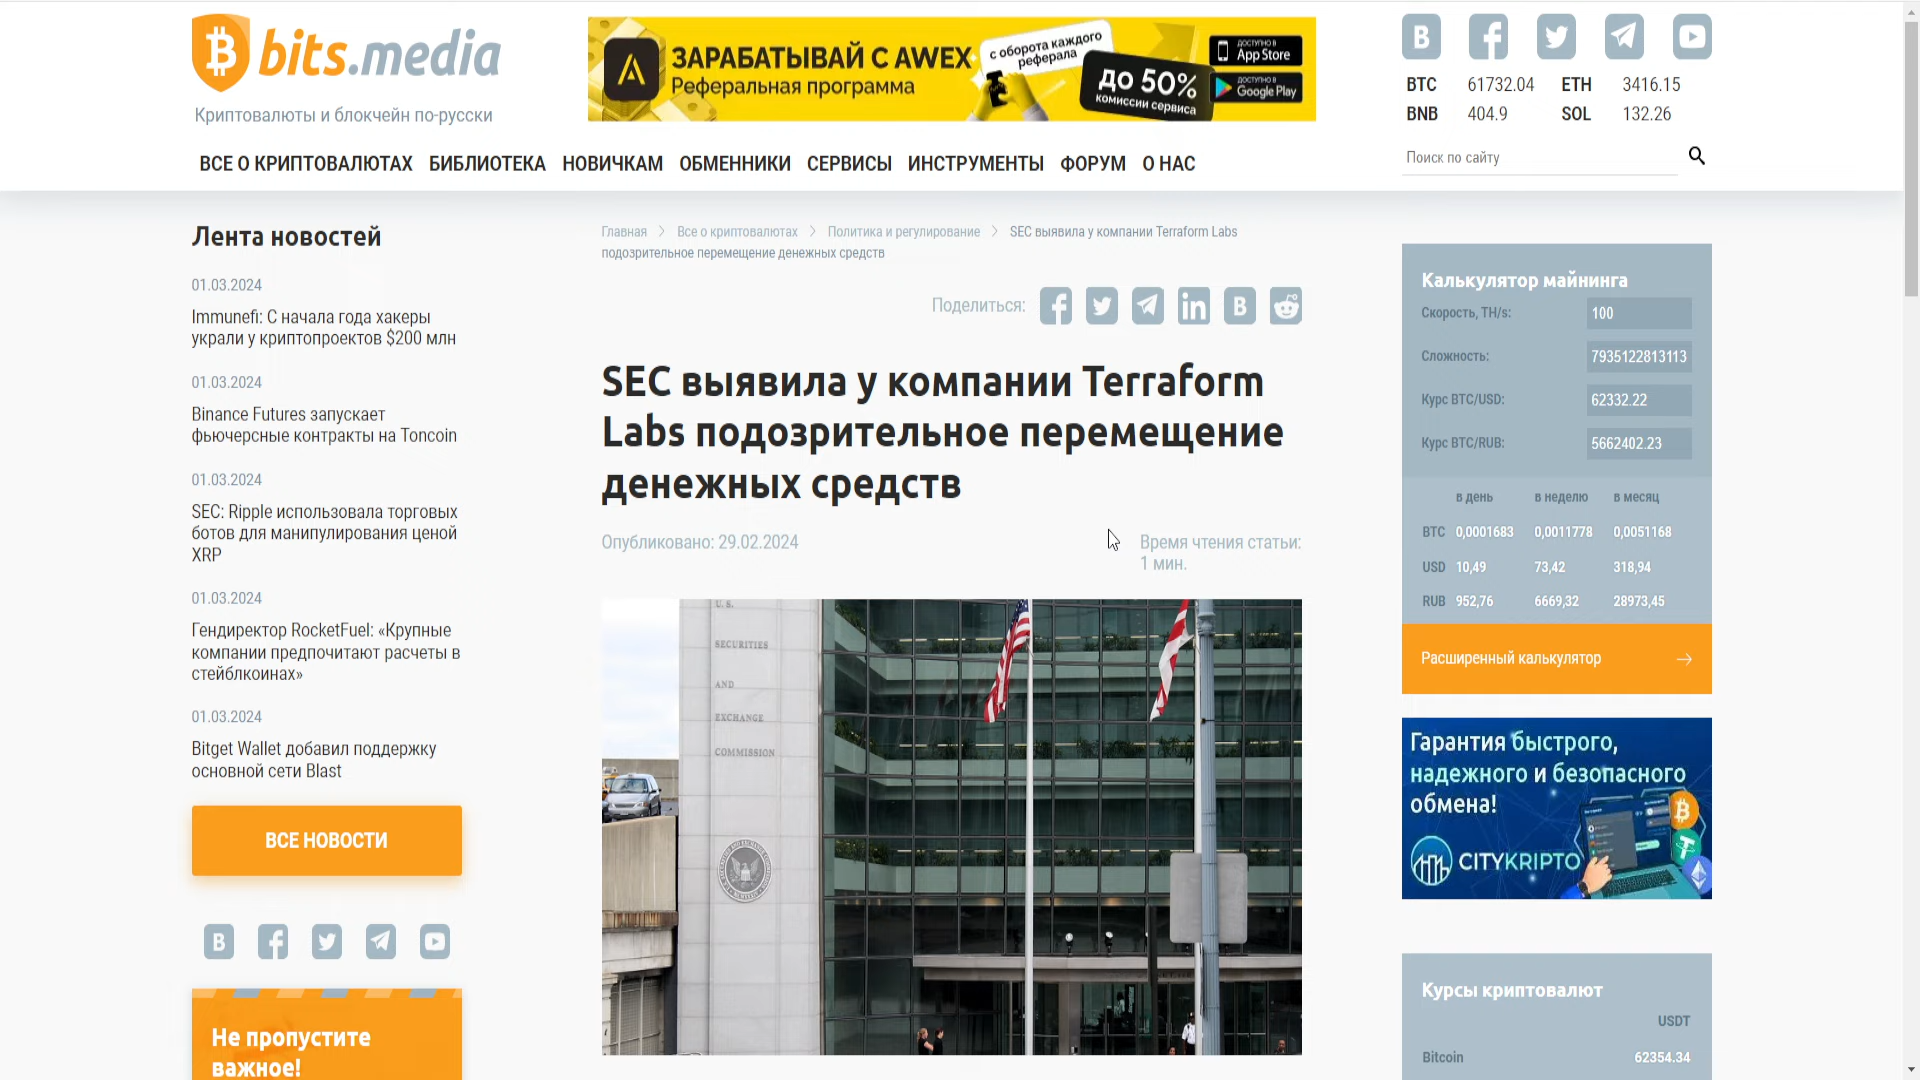 bits.media
Криптовалюты и блокчейн по-русски
ЗАРАБАТЫВАЙ С AWEX
Реферальная программа
с оборота каждого
реферала
до 50%
комиссии сервиса
ДОСТУПНО В
App Store
ДОСТУПНО В
Google Play
BTC 61732.04 ETH 3416.15
BNB 404.9 SOL 132.26
Поиск по сайту
ВСЕ О КРИПТОВАЛЮТАХ БИБЛИОТЕКА НОВИЧКАМ ОБМЕННИКИ СЕРВИСЫ ИНСТРУМЕНТЫ ФОРУМ О НАС
Лента новостей
01.03.2024
Immunefi: С начала года хакеры
украли у криптопроектов $200 млн
01.03.2024
Binance Futures запускает
фьючерсные контракты на Toncoin
01.03.2024
SEC: Ripple использовала торговых
ботов для манипулирования ценой
XRP
01.03.2024
Гендиректор RocketFuel: «Крупные
компании предпочитают расчеты в
стейблкоинах»
01.03.2024
Bitget Wallet добавил поддержку
основной сети Blast
ВСЕ НОВОСТИ
Не пропустите
важное!
Главная > Все о криптовалютах > Политика и регулирование > SEC выявила у компании Terraform Labs
подозрительное перемещение денежных средств
Поделиться:
SEC выявила у компании Terraform
Labs подозрительное перемещение
денежных средств
Опубликовано: 29.02.2024
Время чтения статьи:
1 мин.
U.S.
SECURITIES
AND
EXCHANGE
COMMISSION
Калькулятор майнинга
Скорость, TH/s: 100
Сложность: 7935122813113
Курс BTC/USD: 62332.22
Курс BTC/RUB: 5662402.23
в день в неделю в месяц
BTC 0,0001683 0,0011778 0,0051168
USD 10,49 73,42 318,94
RUB 952,76 6669,32 28973,45
Расширенный калькулятор
Гарантия быстрого,
надежного и безопасного
обмена!
CITYKRIPTO
Курсы криптовалют
USDT
Bitcoin 62354.34